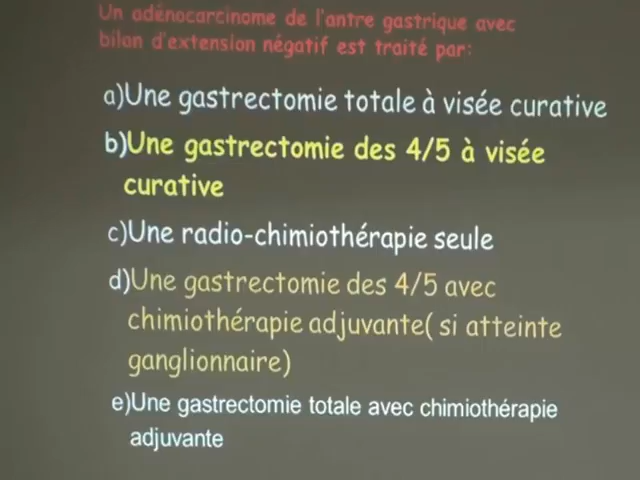 Un adénocarcinome de l'antre gastrique avec
bilan d'extension négatif est traité par:
a)Une gastrectomie totale à visée curative
b)Une gastrectomie des 4/5 à visée
curative
c)Une radio-chimiothérapie seule
d)Une gastrectomie des 4/5 avec
chimiothérapie adjuvante( si atteinte
ganglionnaire)
e)Une gastrectomie totale avec chimiothérapie
adjuvante